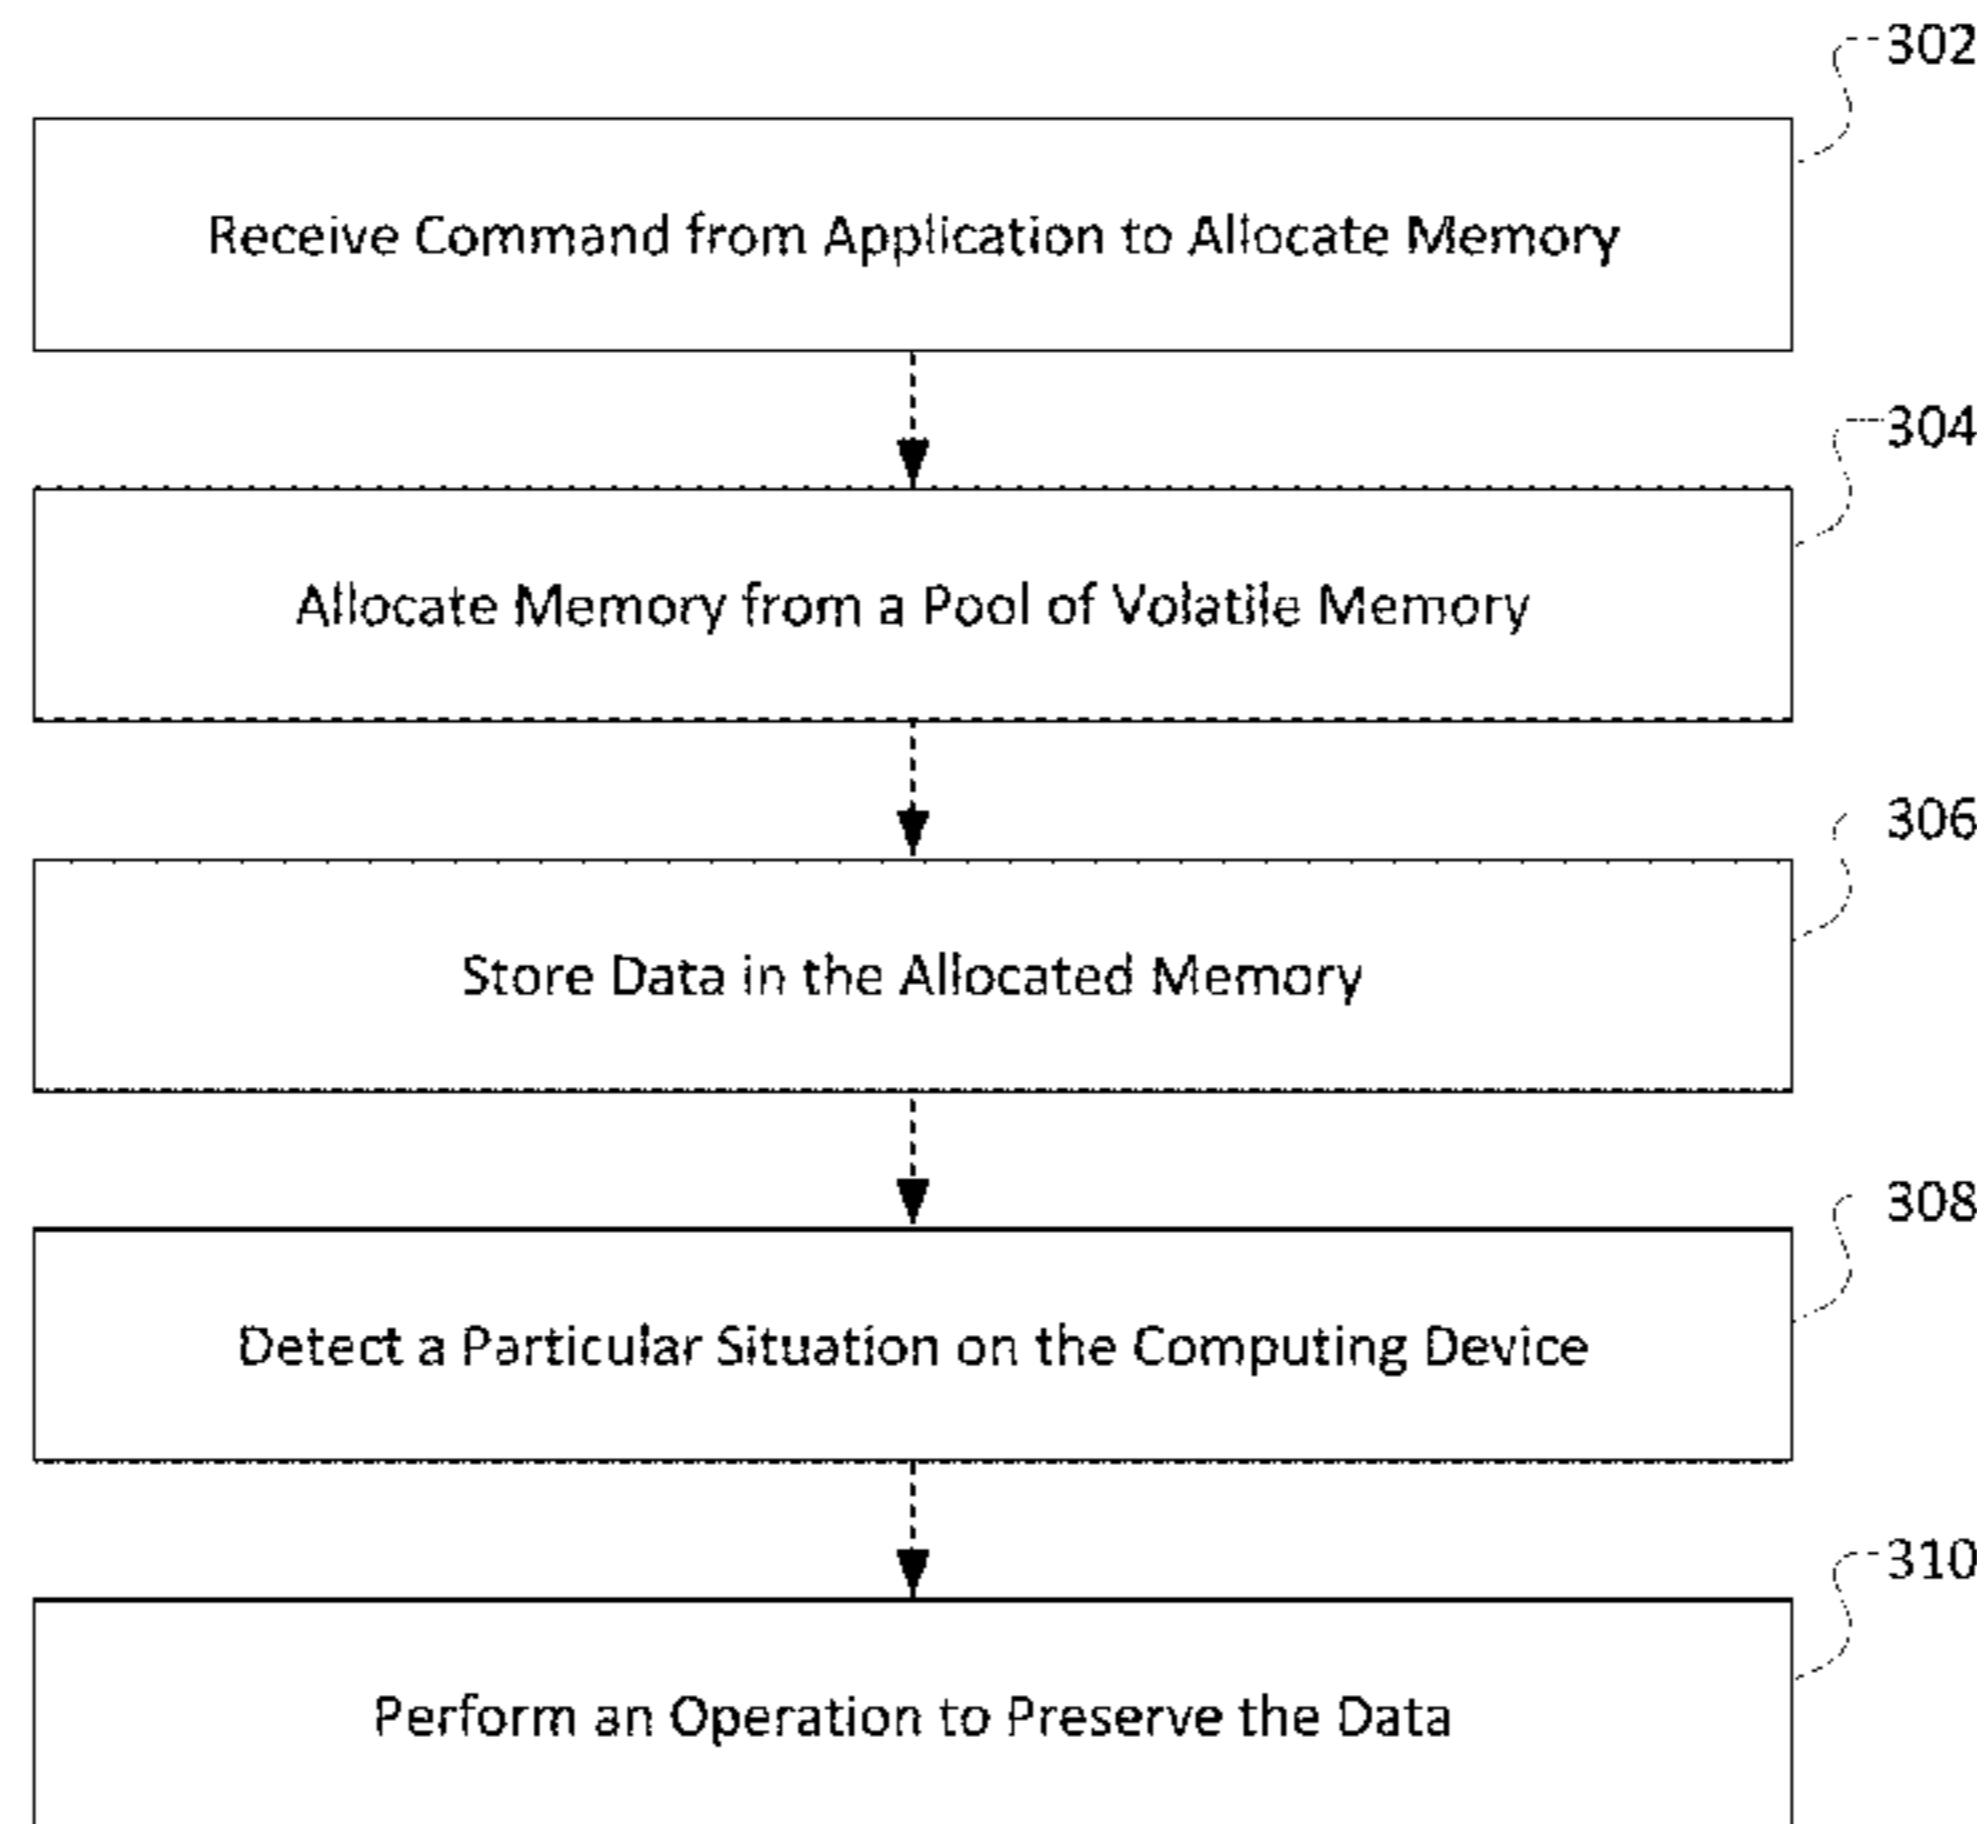 302
Receive Command from Application to Allocate Memory
304
Allocate Memory from a Pool of Volatile Memory
306
Store Data in the Allocated Memory
308
Detect a Particular Situation on the Computing Device
310
Perform an Operation to Preserve the Data